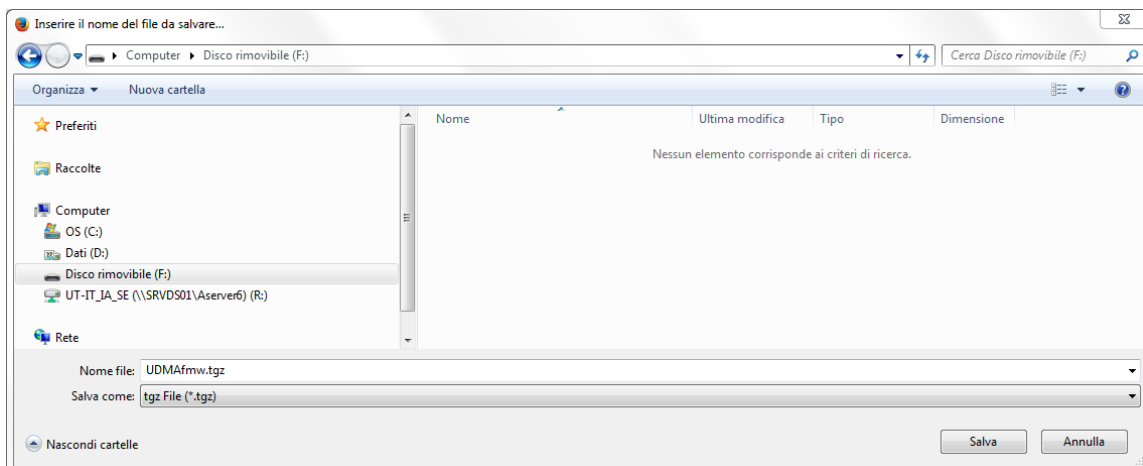 Inserire il nome del file da salvare...
Computer Disco rimovibile (F:) Cerca Disco rimovibile (F:)
Organizza Nuova cartella
Preferiti
Raccolte
Computer
OS (C:)
Dati (D:)
Disco rimovibile (F:)
UT-IT_IA_SE (\\SRVDS01\Aserver6) (R:)
Rete
Nome Ultima modifica Tipo Dimensione
Nessun elemento corrisponde ai criteri di ricerca.
Nome file: UDMAfmw.tgz
Salva come: tgz File (*.tgz)
Nascondi cartelle Salva Annulla